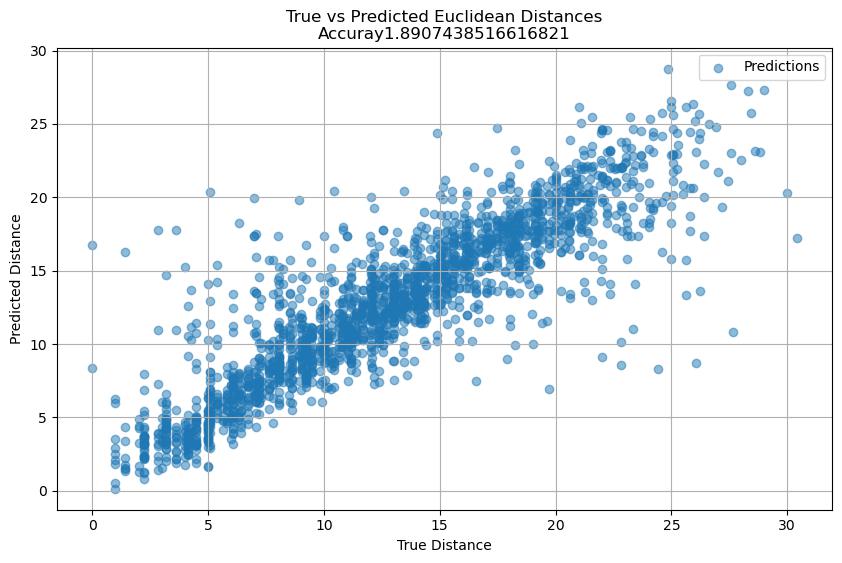 True vs Predicted Euclidean Distances
Accuray1.8907438516616821
Predictions
30
25
20
15
10
5
0
Predicted Distance
0 5 10 15 20 25 30
True Distance